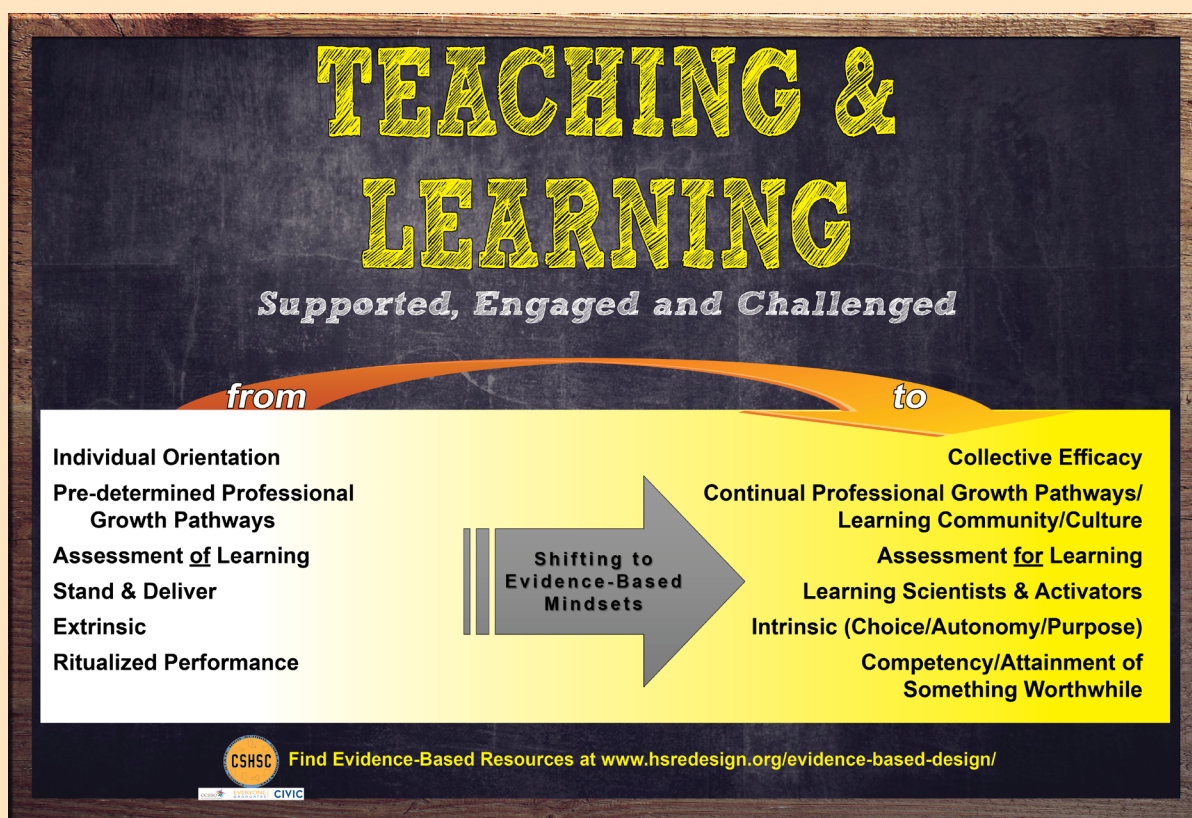 TEACHING &
LEARNING
Supported, Engaged and Challenged
from
to
Individual Orientation
Pre-determined Professional
Growth Pathways
Assessment of Learning
Stand & Deliver
Extrinsic
Ritualized Performance
Shifting to
Evidence-Based
Mindsets
Collective Efficacy
Continual Professional Growth Pathways/
Learning Community/Culture
Assessment for Learning
Learning Scientists & Activators
Intrinsic (Choice/Autonomy/Purpose)
Competency/Attainment of
Something Worthwhile
CSHSC
Find Evidence-Based Resources at www.hsredesign.org/evidence-based-design/
EVERYONE
GRADUATES
CIVIC